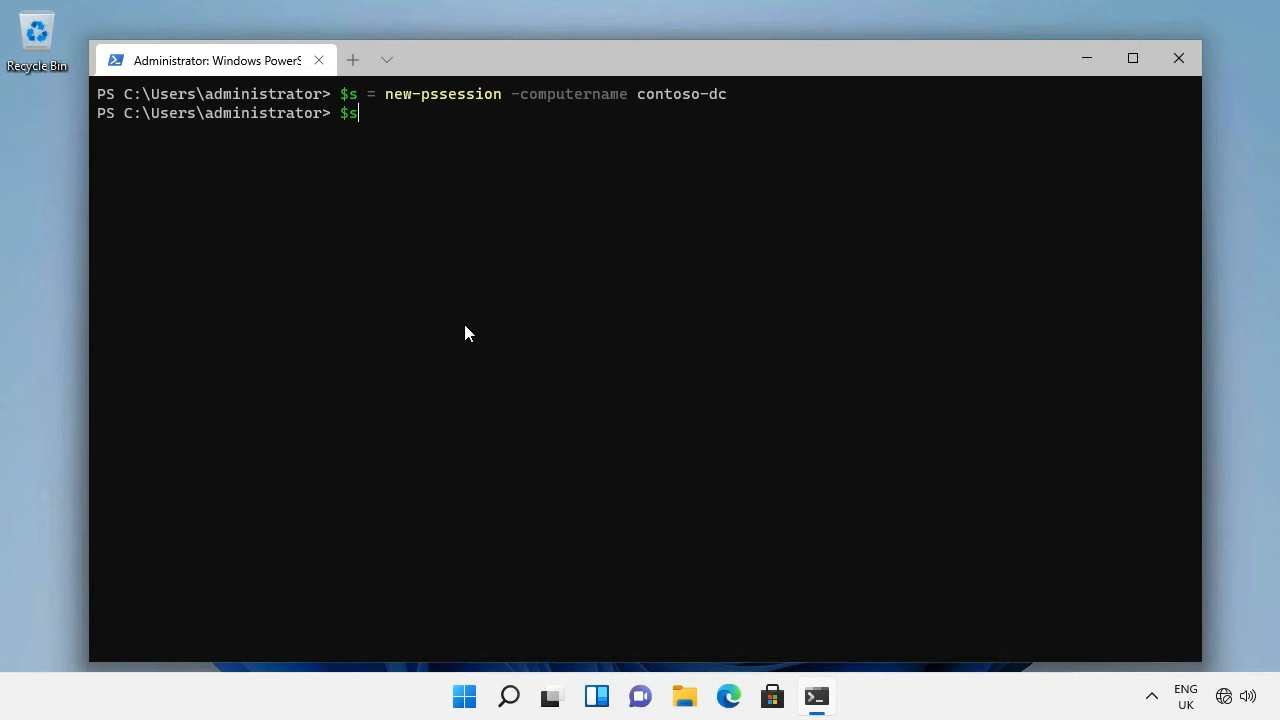 Recycle Bin
Administrator: Windows PowerS
PS C:\Users\administrator> $s = new-pssession -computername contoso-dc
PS C:\Users\administrator> $s
ENG
UK